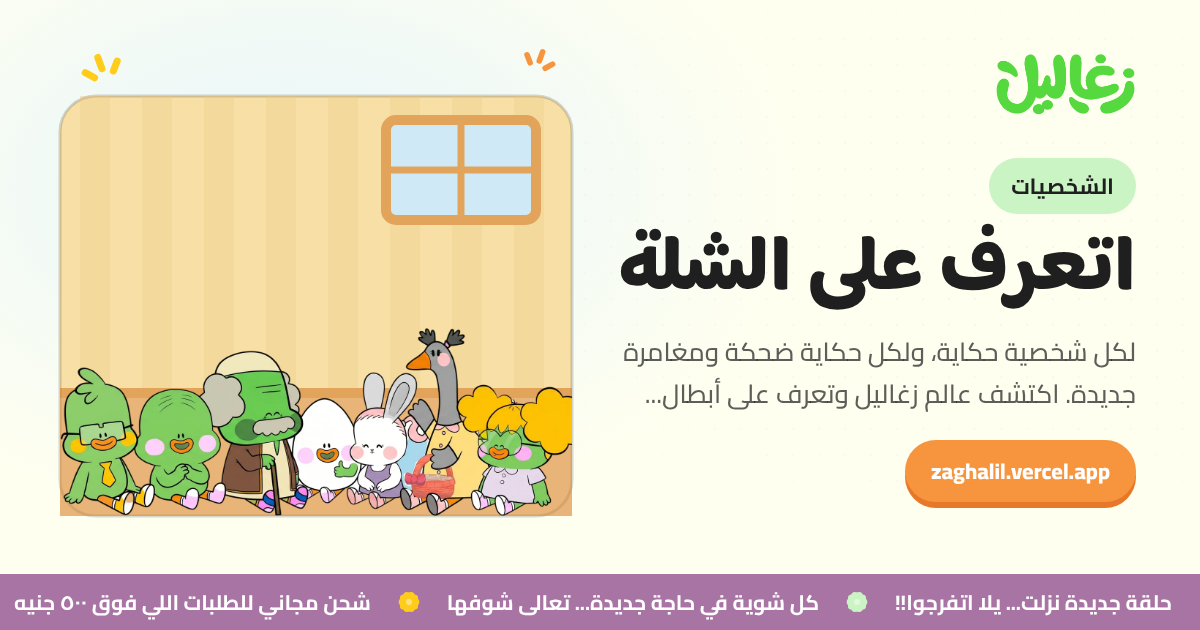 زغاليل
الشخصيات
اتعرف على الشلة
لكل شخصية حكاية، ولكل حكاية ضحكة ومغامرة
جديدة. اكتشف عالم زغاليل وتعرف على أبطال...
zaghalil.vercel.app
حلقة جديدة نزلت... يلا اتفرجوا!! كل شوية في حاجة جديدة... تعالى شوفها شحن مجاني للطلبات اللي فوق ٥٠٠ جنيه